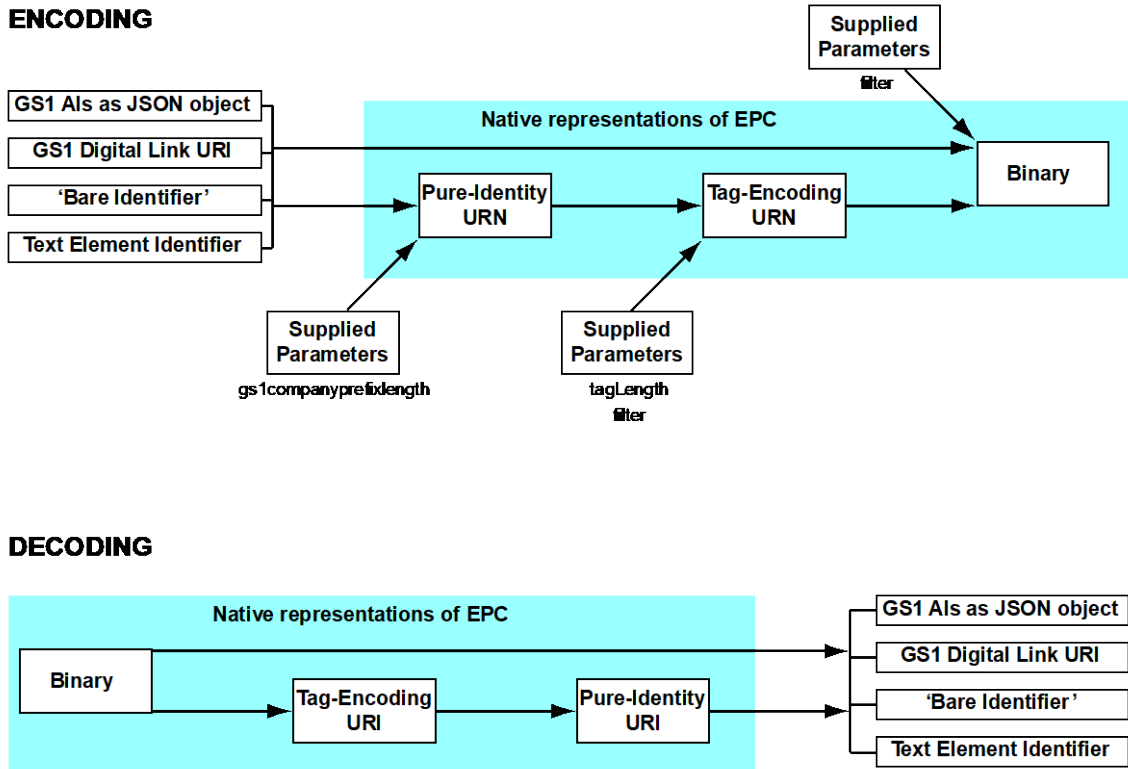 ENCODING
Supplied
Parameters
filter
GS1 AIs as JSON object
GS1 Digital Link URI
‘Bare Identifier’
Text Element Identifier
Native representations of EPC
Pure-Identity
URN
Tag-Encoding
URN
Binary
Supplied
Parameters
gs1companyprefixlength
Supplied
Parameters
tagLength
filter
DECODING
Native representations of EPC
Binary
Tag-Encoding
URI
Pure-Identity
URI
GS1 AIs as JSON object
GS1 Digital Link URI
‘Bare Identifier’
Text Element Identifier